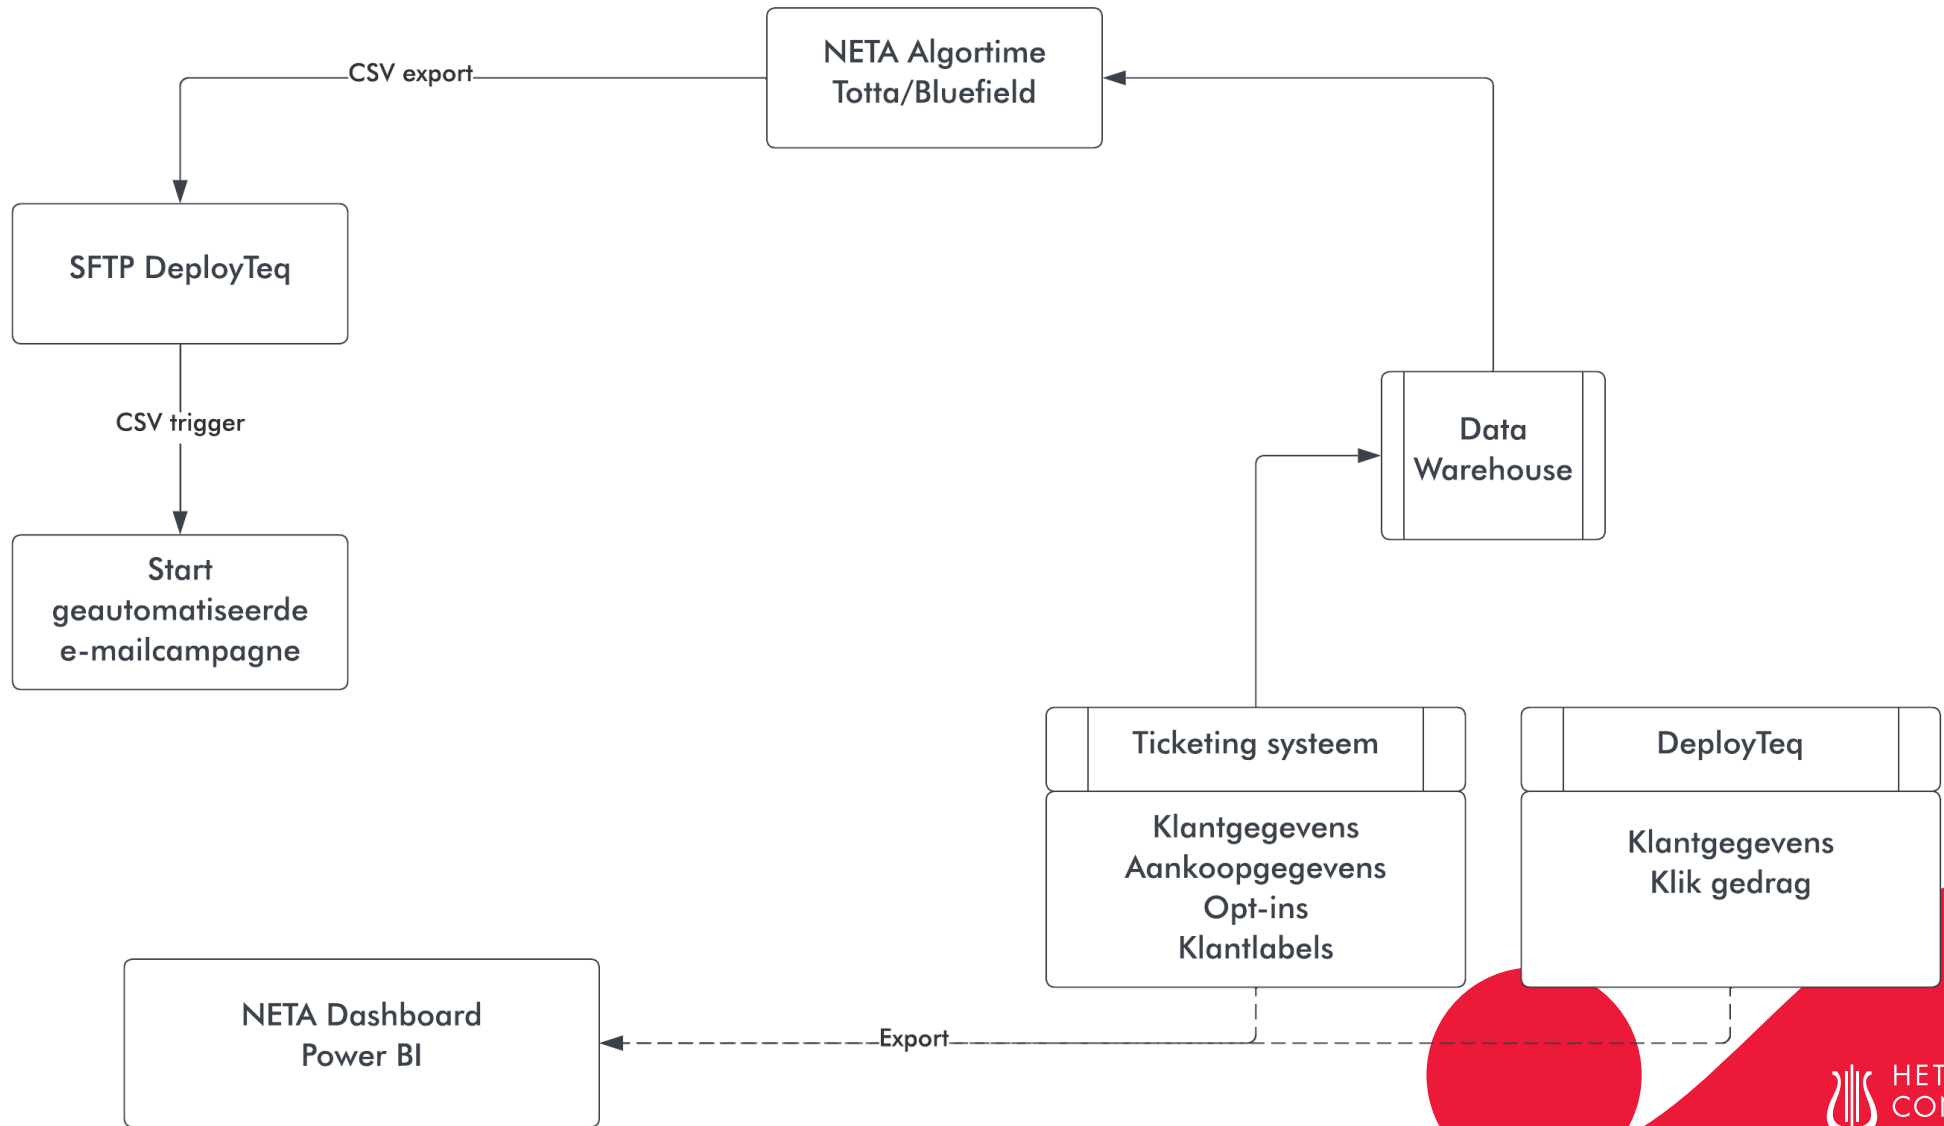 NETA Algortime
Totta/Bluefield
CSV export
SFTP DeployTeq
CSV trigger
Start
geautomatiseerde
e-mailcampagne
Data
Warehouse
Ticketing systeem
Klantgegevens
Aankoopgegevens
Opt-ins
Klantlabels
DeployTeq
Klantgegevens
Klik gedrag
NETA Dashboard
Power BI
Export
HET